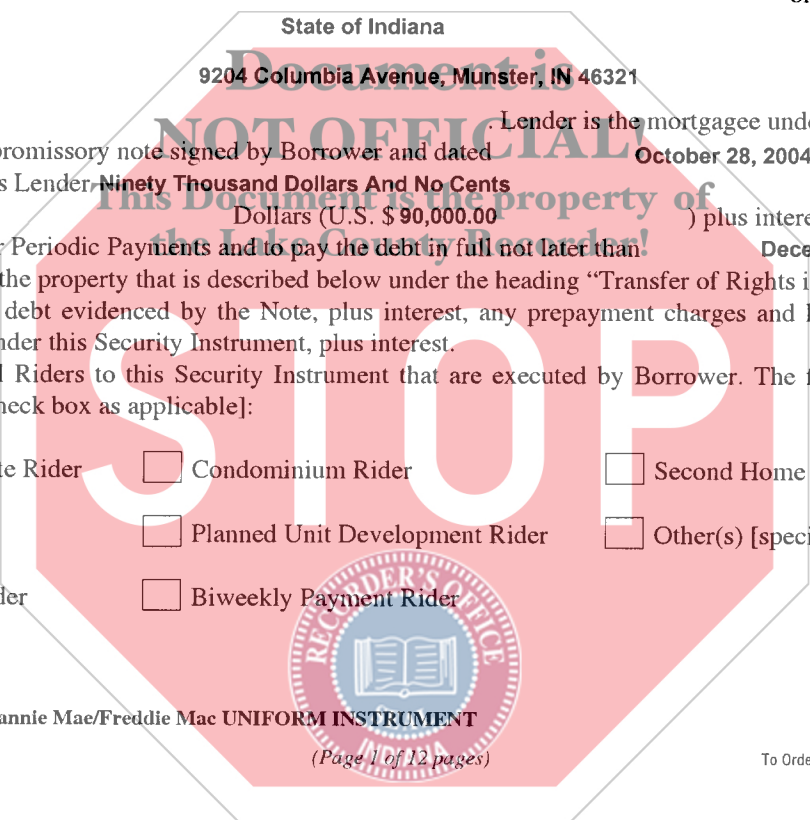 State of Indiana
Document is
9204 Columbia Avenue, Munster, IN 46321
NOT OFFICIAL!
. Lender is the mortgagee unde
promissory note signed by Borrower and dated October 28, 2004
s Lender Ninety Thousand Dollars And No Cents
This Document is the property of
Dollars (U.S. $ 90,000.00 ) plus intere
the Lake County Recorder!
r Periodic Payments and to pay the debt in full not later than Dece
the property that is described below under the heading “Transfer of Rights i
debt evidenced by the Note, plus interest, any prepayment charges and l
nder this Security Instrument, plus interest.
l Riders to this Security Instrument that are executed by Borrower. The f
heck box as applicable]:
STOP
te Rider Condominium Rider Second Home
Planned Unit Development Rider Other(s) [speci
der Biweekly Payment Rider
RECORDER'S OFFICE
SEAL
INDIANA
annie Mae/Freddie Mac UNIFORM INSTRUMENT
(Page 1 of 12 pages)
To Orde